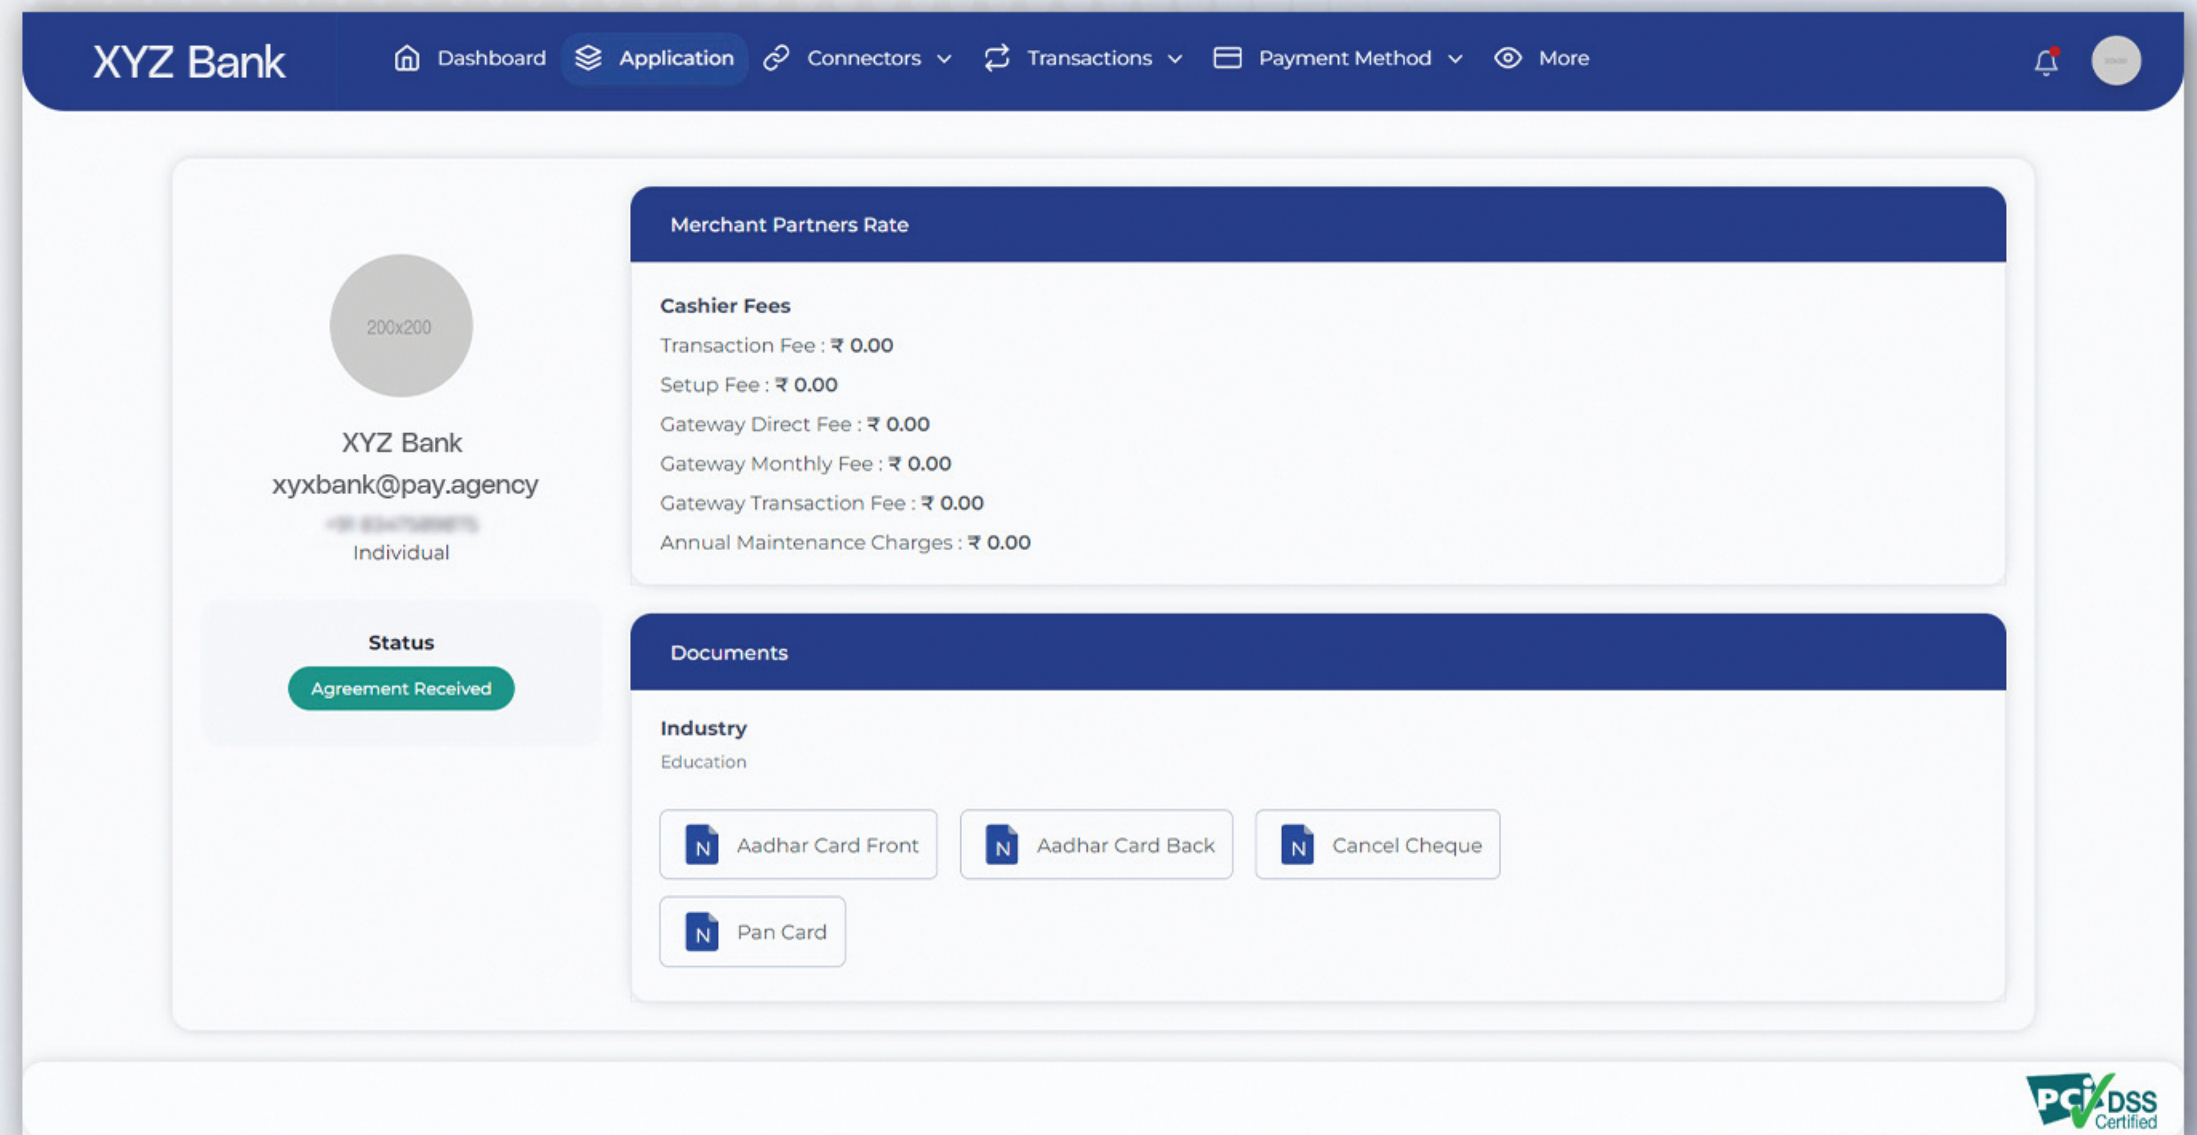 XYZ Bank
Dashboard
Application
Connectors
Transactions
Payment Method
More
200x200
XYZ Bank
xyxbank@pay.agency
Individual
Status
Agreement Received
Merchant Partners Rate
Cashier Fees
Transaction Fee : ₹ 0.00
Setup Fee : ₹ 0.00
Gateway Direct Fee : ₹ 0.00
Gateway Monthly Fee : ₹ 0.00
Gateway Transaction Fee : ₹ 0.00
Annual Maintenance Charges : ₹ 0.00
Documents
Industry
Education
N Aadhar Card Front
N Aadhar Card Back
N Cancel Cheque
N Pan Card
PCI DSS
Certified